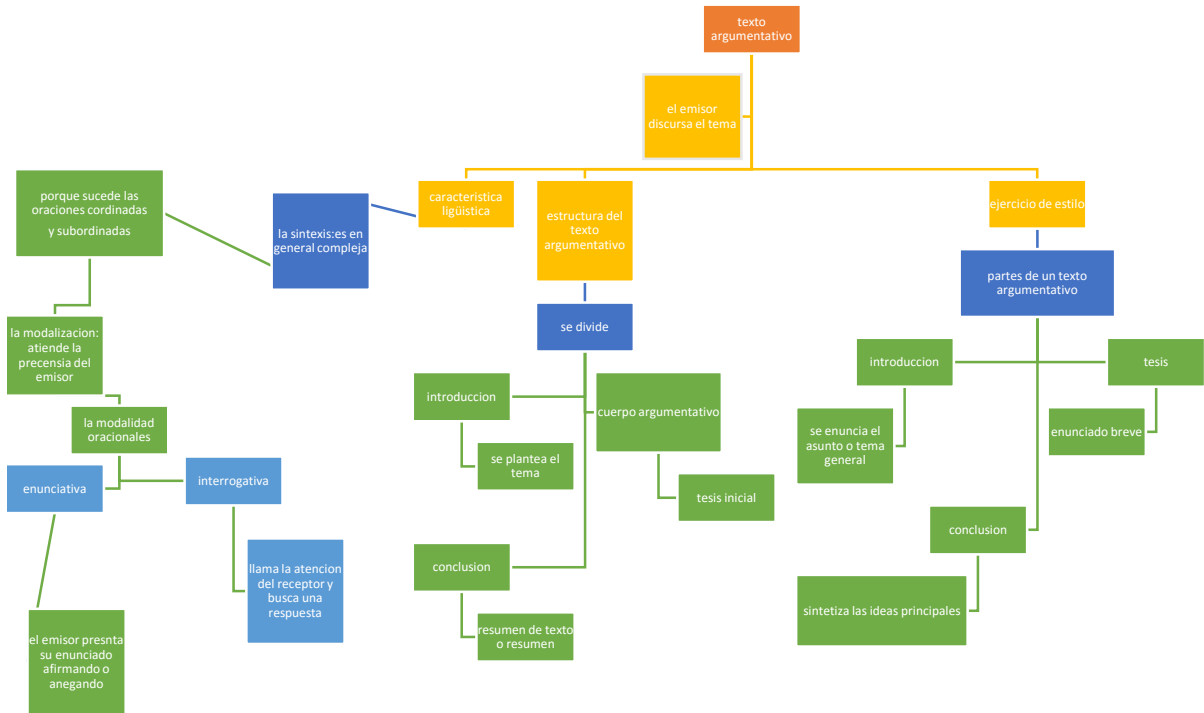 texto
argumentativo
el emisor
discursa el tema
caracteristica
ligüistica
estructura del
texto
argumentativo
ejercicio de estilo
porque sucede las
oraciones cordinadas
y subordinadas
la sintexis:es en
general compleja
partes de un texto
argumentativo
se divide
la modalizacion:
atiende la
precensia del
emisor
introduccion
tesis
introduccion
cuerpo argumentativo
la modalidad
oracionales
se enuncia el
asunto o tema
general
enunciado breve
se plantea el
tema
enunciativa
interrogativa
tesis inicial
conclusion
llama la atencion
del receptor y
busca una
respuesta
conclusion
sintetiza las ideas principales
resumen de texto
o resumen
el emisor presnta
su enunciado
afirmando o
anegando